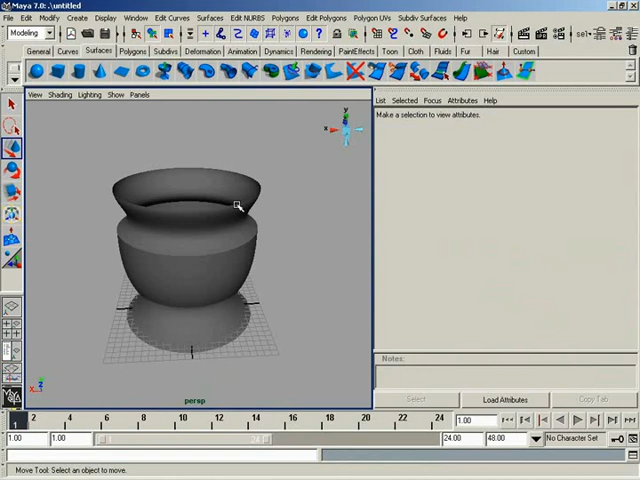 Maya 7.0: .\untitled
File Edit Modify Create Display Window Edit Curves Surfaces Edit NURBS Polygons Edit Polygons Polygon UVs Subdiv Surfaces Help
Modeling sel1
General Curves Surfaces Polygons Subdivs Deformation Animation Dynamics Rendering PaintEffects Toon Cloth Fluids Fur Hair Custom
View Shading Lighting Show Panels
List Selected Focus Attributes Help
Make a selection to view attributes.
y
x
z
Notes:
persp
Select Load Attributes Copy Tab
1 2 4 6 8 10 12 14 16 18 20 22 24 1.00
1.00 1.00 1 24 24.00 48.00 No Character Set
Move Tool: Select an object to move.